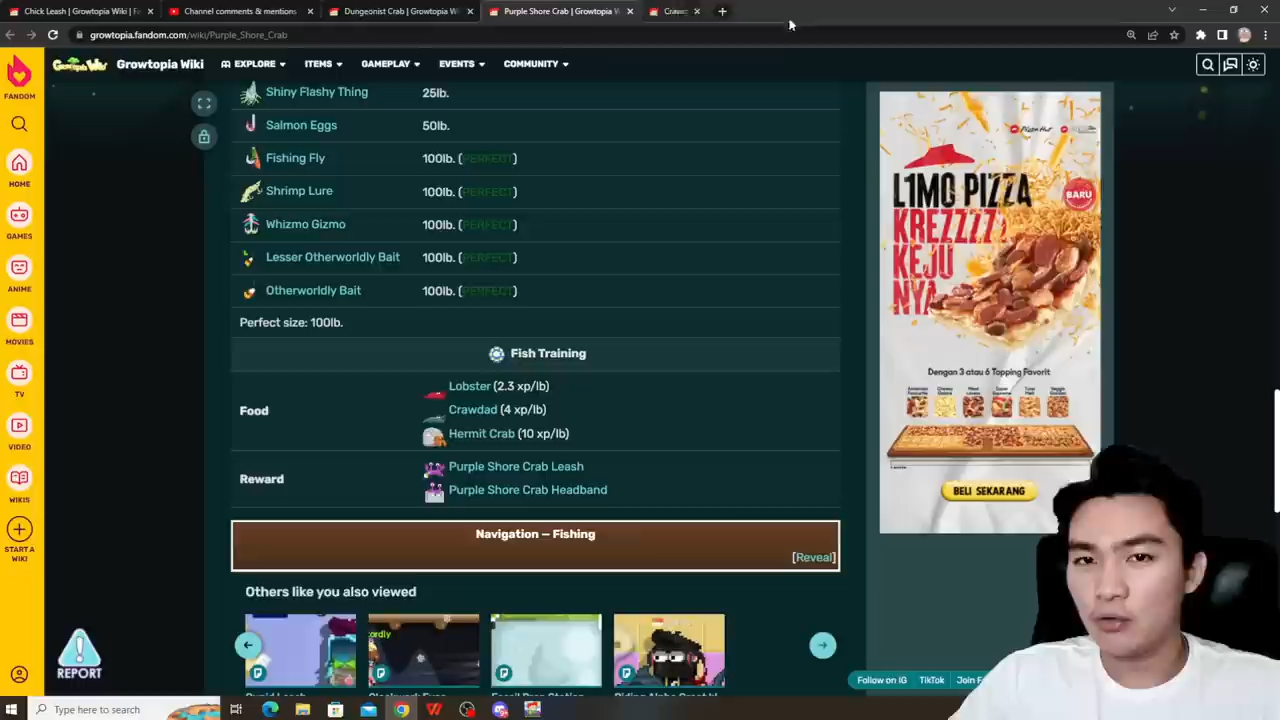 Chick Leash | Growtopia Wiki | Fa
Channel comments & mentions
Dungeonist Crab | Growtopia Wi
Purple Shore Crab | Growtopia W
Crawd
growtopia.fandom.com/wiki/Purple_Shore_Crab
FANDOM
HOME
GAMES
ANIME
MOVIES
TV
VIDEO
WIKIS
START A
WIKI
Growtopia Wiki
EXPLORE
ITEMS
GAMEPLAY
EVENTS
COMMUNITY
Shiny Flashy Thing 25lb.
Salmon Eggs 50lb.
Fishing Fly 100lb. (PERFECT)
Shrimp Lure 100lb. (PERFECT)
Whizmo Gizmo 100lb. (PERFECT)
Lesser Otherworldly Bait 100lb. (PERFECT)
Otherworldly Bait 100lb. (PERFECT)
Perfect size: 100lb.
Fish Training
Food
Lobster (2.3 xp/lb)
Crawdad (4 xp/lb)
Hermit Crab (10 xp/lb)
Reward
Purple Shore Crab Leash
Purple Shore Crab Headband
Navigation — Fishing
[Reveal]
Others like you also viewed
Pizza Hut
L1MO PIZZA
BARU
KREZZZZZ
KEJU
NYA
Dengan 3 atau 6 Topping Favorit
BELI SEKARANG
REPORT
Follow on IG
TikTok
Type here to search